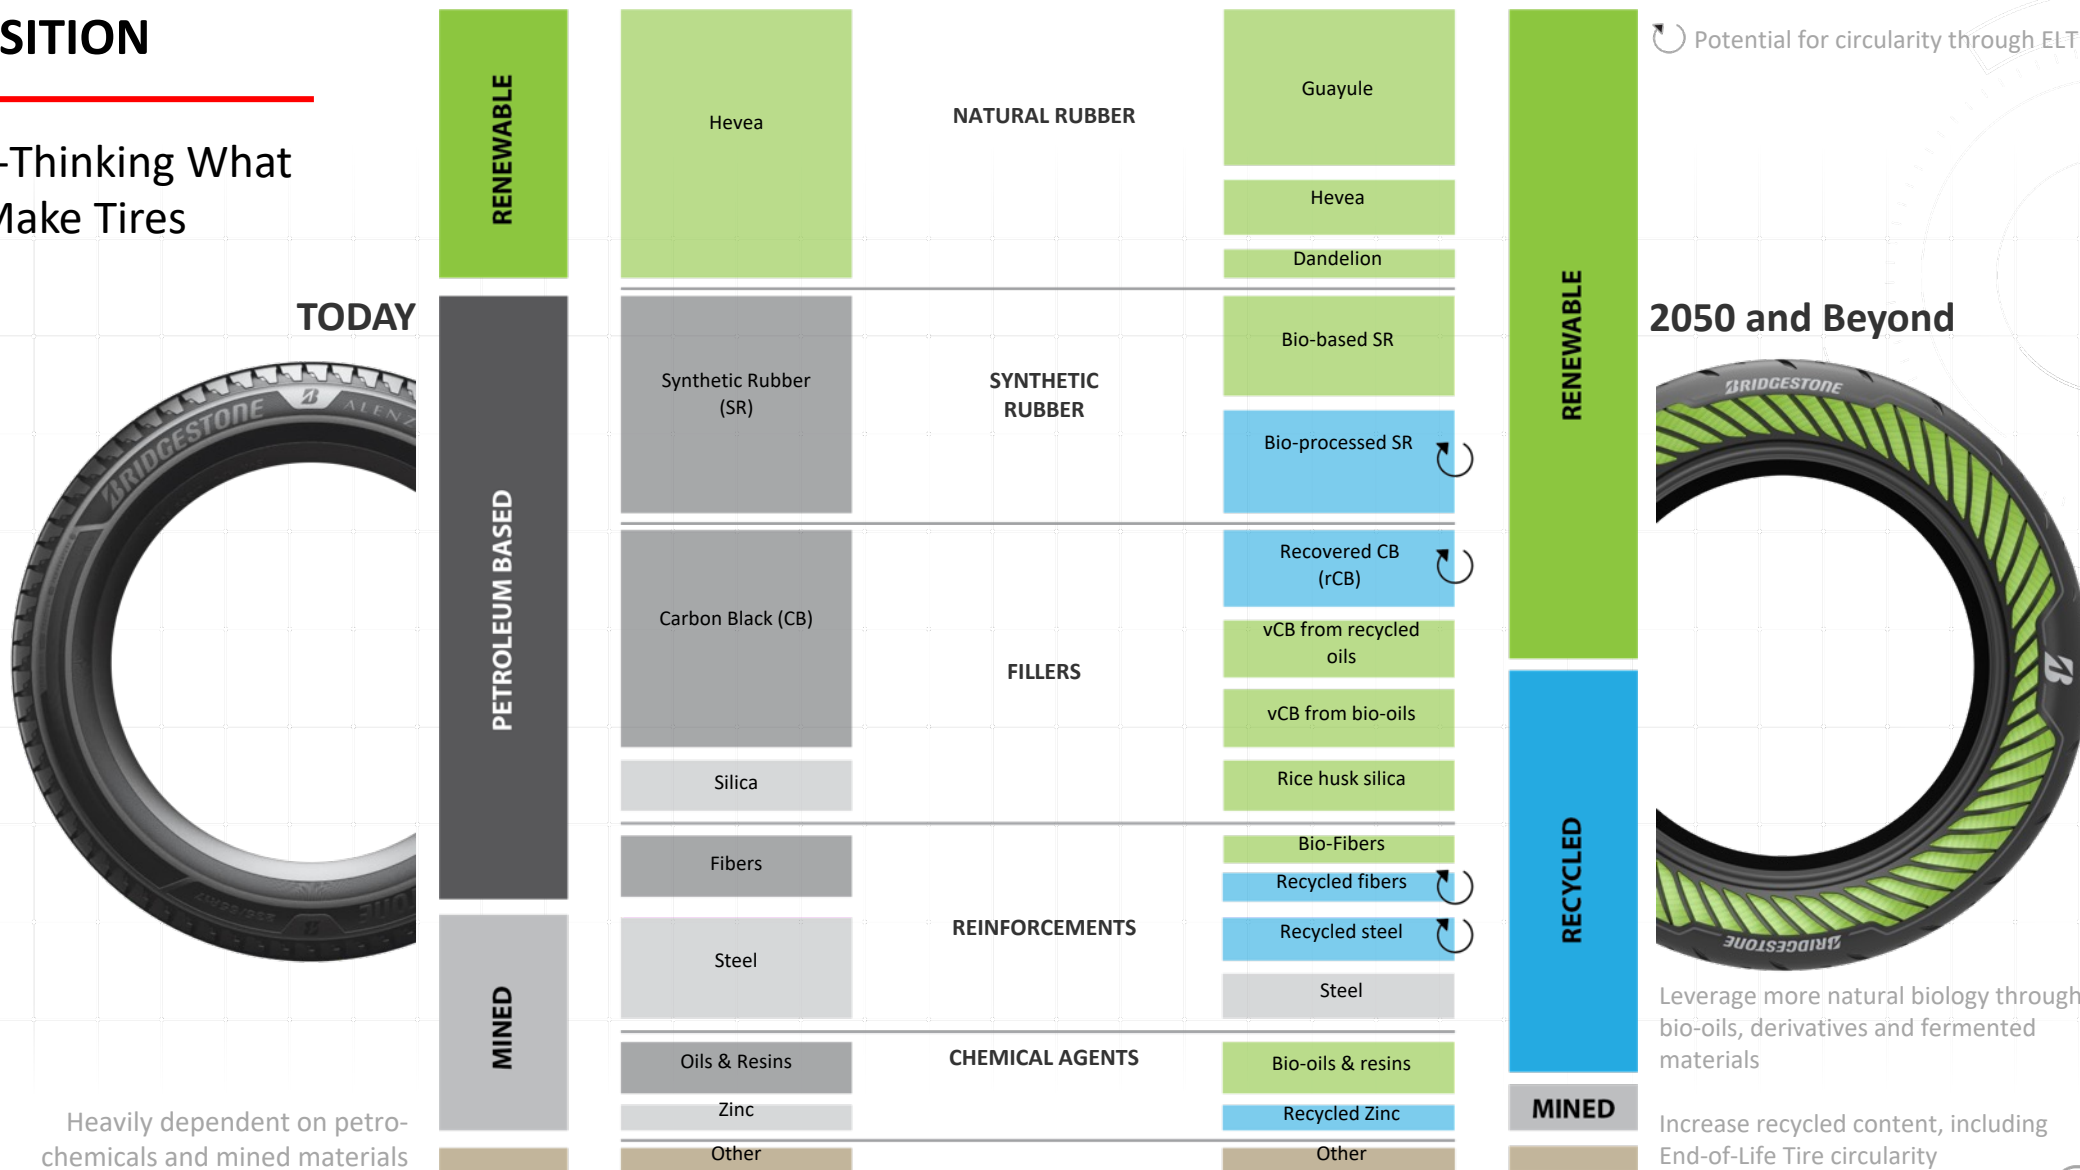 SITION
-Thinking What
Make Tires
TODAY
BRIDGESTONE
ALENZ
Heavily dependent on petro-
chemicals and mined materials
RENEWABLE
PETROLEUM BASED
MINED
Hevea
Synthetic Rubber
(SR)
Carbon Black (CB)
Silica
Fibers
Steel
Oils & Resins
Zinc
Other
NATURAL RUBBER
SYNTHETIC
RUBBER
FILLERS
REINFORCEMENTS
CHEMICAL AGENTS
Guayule
Hevea
Dandelion
Bio-based SR
Bio-processed SR
Recovered CB
(rCB)
vCB from recycled
oils
vCB from bio-oils
Rice husk silica
Bio-Fibers
Recycled fibers
Recycled steel
Steel
Bio-oils & resins
Recycled Zinc
Other
RENEWABLE
RECYCLED
MINED
Potential for circularity through ELT
2050 and Beyond
BRIDGESTONE
BRIDGESTONE
Leverage more natural biology through
bio-oils, derivatives and fermented
materials
Increase recycled content, including
End-of-Life Tire circularity